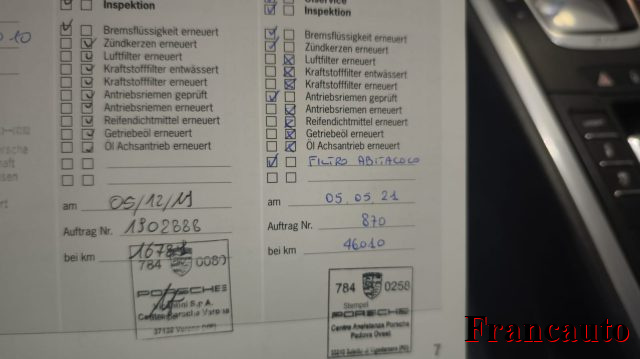 Inspektion
Bremsflüssigkeit erneuert
Zündkerzen erneuert
Luftfilter erneuert
Kraftstofffilter entwässert
Kraftstofffilter erneuert
Antriebsriemen geprüft
Antriebsriemen erneuert
Reifendichtmittel erneuert
Getriebeöl erneuert
Öl Achsantrieb erneuert
am 05/12/19
Auftrag Nr. 1902888
bei km
784 0080
PORSCHE
S.p.A.
37132 Verona
Inspektion
Bremsflüssigkeit erneuert
Zündkerzen erneuert
Luftfilter erneuert
Kraftstofffilter entwässert
Kraftstofffilter erneuert
Antriebsriemen geprüft
Antriebsriemen erneuert
Reifendichtmittel erneuert
Getriebeöl erneuert
Öl Achsantrieb erneuert
FILTRO ABITACOLO
am 05 05 21
Auftrag Nr. 870
bei km 46010
784 0258
Stempel
PORSCHE
Centro Assistenza Porsche
Padova Ovest
7
Francauto